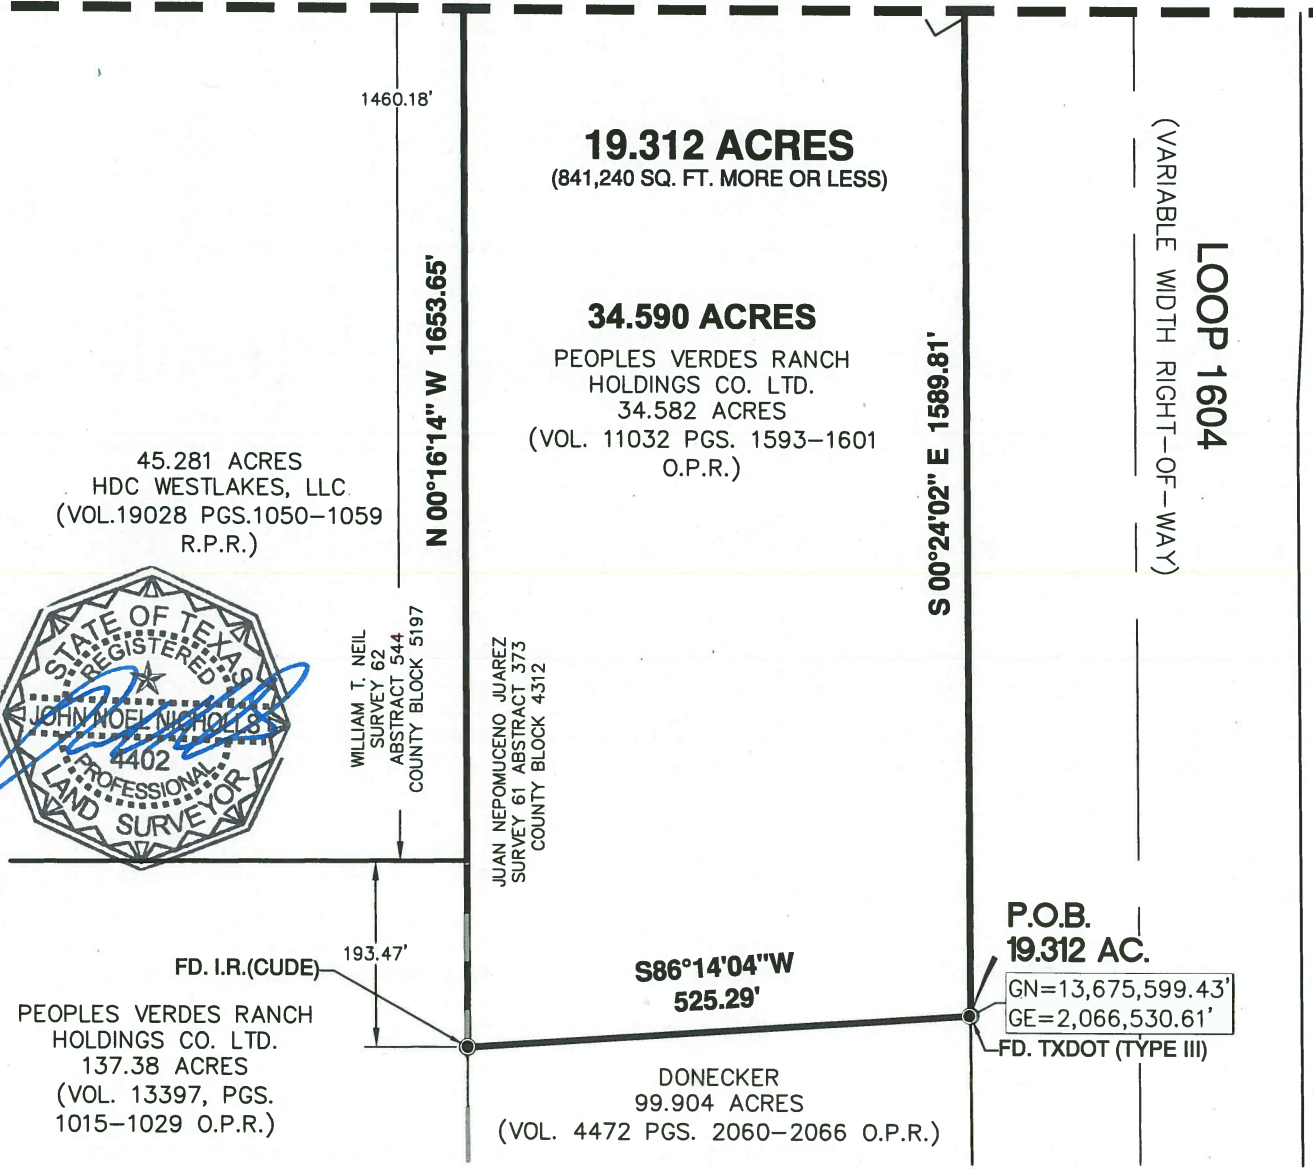 1460.18'
19.312 ACRES
(841,240 SQ. FT. MORE OR LESS)
34.590 ACRES
PEOPLES VERDES RANCH
HOLDINGS CO. LTD.
34.582 ACRES
(VOL. 11032 PGS. 1593–1601
O.P.R.)
N 00°16'14" W 1653.65'
S 00°24'02" E 1589.81'
LOOP 1604
(VARIABLE WIDTH RIGHT–OF–WAY)
45.281 ACRES
HDC WESTLAKES, LLC
(VOL.19028 PGS.1050–1059
R.P.R.)
STATE OF TEXAS
REGISTERED
JOHN NOEL NICHOLLS
4402
PROFESSIONAL
LAND SURVEYOR
WILLIAM T. NEIL
SURVEY 62
ABSTRACT 544
COUNTY BLOCK 5197
JUAN NEPOMUCENO JUAREZ
SURVEY 61 ABSTRACT 373
COUNTY BLOCK 4312
193.47'
FD. I.R.(CUDE)
PEOPLES VERDES RANCH
HOLDINGS CO. LTD.
137.38 ACRES
(VOL. 13397, PGS.
1015–1029 O.P.R.)
S86°14'04"W
525.29'
P.O.B.
19.312 AC.
GN=13,675,599.43'
GE=2,066,530.61'
FD. TXDOT (TYPE III)
DONECKER
99.904 ACRES
(VOL. 4472 PGS. 2060–2066 O.P.R.)